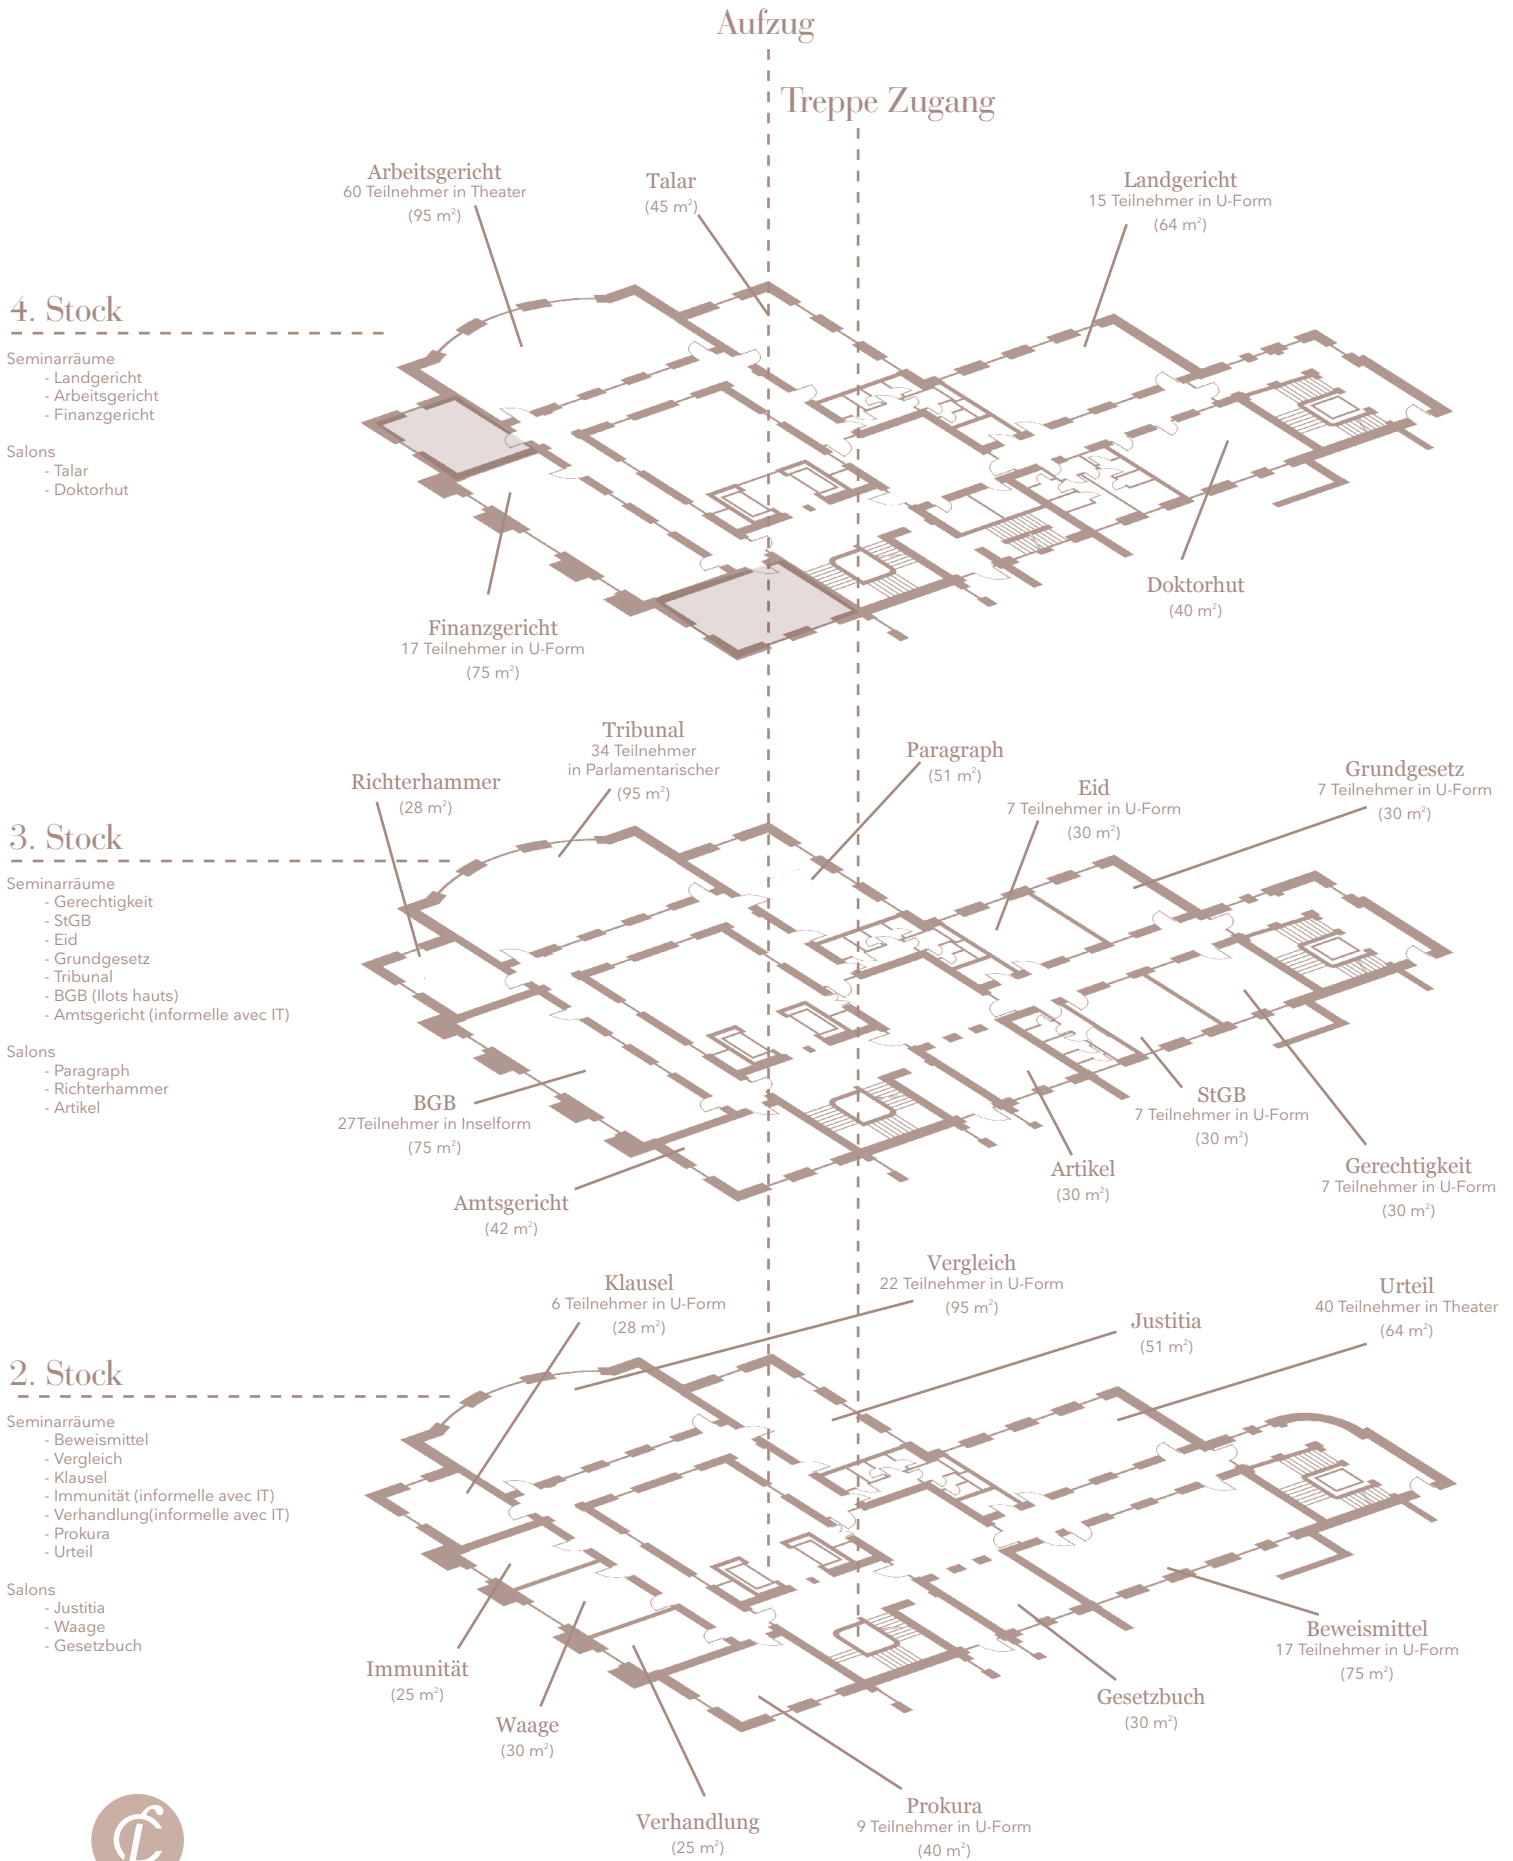 Aufzug
Treppe Zugang
Arbeitsgericht
60 Teilnehmer in Theater
(95 m²)
Talar
(45 m²)
Landgericht
15 Teilnehmer in U-Form
(64 m²)
4. Stock
Seminarräume
- Landgericht
- Arbeitsgericht
- Finanzgericht
Salons
- Talar
- Doktorhut
Finanzgericht
17 Teilnehmer in U-Form
(75 m²)
Doktorhut
(40 m²)
Richterhammer
(28 m²)
Tribunal
34 Teilnehmer
in Parlamentarischer
(95 m²)
Paragraph
(51 m²)
Eid
7 Teilnehmer in U-Form
(30 m²)
Grundgesetz
7 Teilnehmer in U-Form
(30 m²)
3. Stock
Seminarräume
- Gerechtigkeit
- StGB
- Eid
- Grundgesetz
- Tribunal
- BGB (Ilots hauts)
- Amtsgericht (informelle avec IT)
Salons
- Paragraph
- Richterhammer
- Artikel
BGB
27Teilnehmer in Inselform
(75 m²)
Amtsgericht
(42 m²)
Artikel
(30 m²)
StGB
7 Teilnehmer in U-Form
(30 m²)
Gerechtigkeit
7 Teilnehmer in U-Form
(30 m²)
Klausel
6 Teilnehmer in U-Form
(28 m²)
Vergleich
22 Teilnehmer in U-Form
(95 m²)
Justitia
(51 m²)
Urteil
40 Teilnehmer in Theater
(64 m²)
2. Stock
Seminarräume
- Beweismittel
- Vergleich
- Klausel
- Immunität (informelle avec IT)
- Verhandlung(informelle avec IT)
- Prokura
- Urteil
Salons
- Justitia
- Waage
- Gesetzbuch
Immunität
(25 m²)
Waage
(30 m²)
Verhandlung
(25 m²)
Prokura
9 Teilnehmer in U-Form
(40 m²)
Gesetzbuch
(30 m²)
Beweismittel
17 Teilnehmer in U-Form
(75 m²)